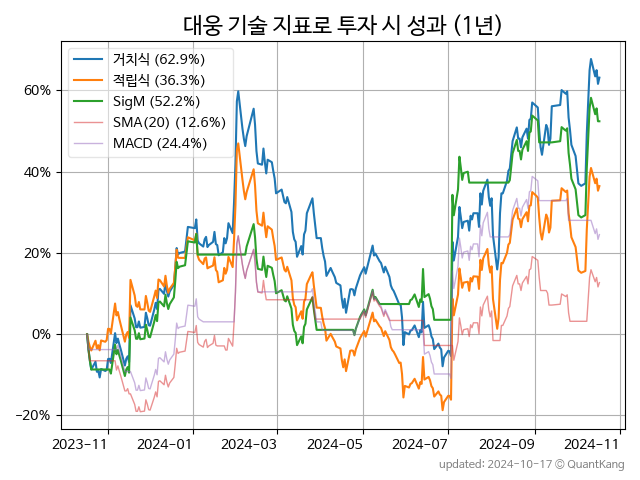 대웅 기술 지표로 투자 시 성과 (1년)
거치식 (62.9%)
적립식 (36.3%)
SigM (52.2%)
SMA(20) (12.6%)
MACD (24.4%)
60%
40%
20%
0%
−20%
2023-11 2024-01 2024-03 2024-05 2024-07 2024-09 2024-11
updated: 2024-10-17 © QuantKang